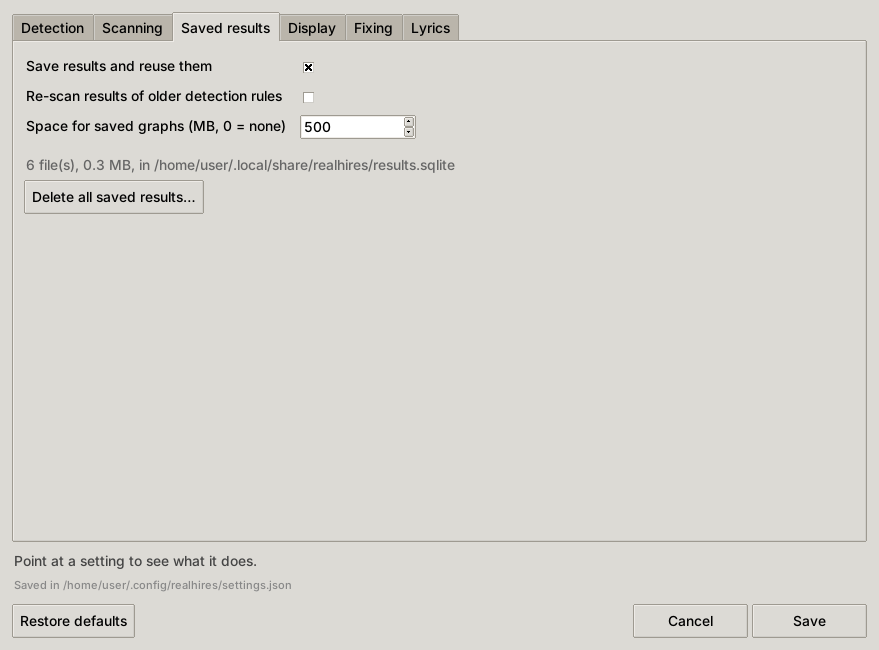 Detection Scanning Saved results Display Fixing Lyrics
Save results and reuse them
Re-scan results of older detection rules
Space for saved graphs (MB, 0 = none) 500
6 file(s), 0.3 MB, in /home/user/.local/share/realhires/results.sqlite
Delete all saved results...
Point at a setting to see what it does.
Saved in /home/user/.config/realhires/settings.json
Restore defaults Cancel Save